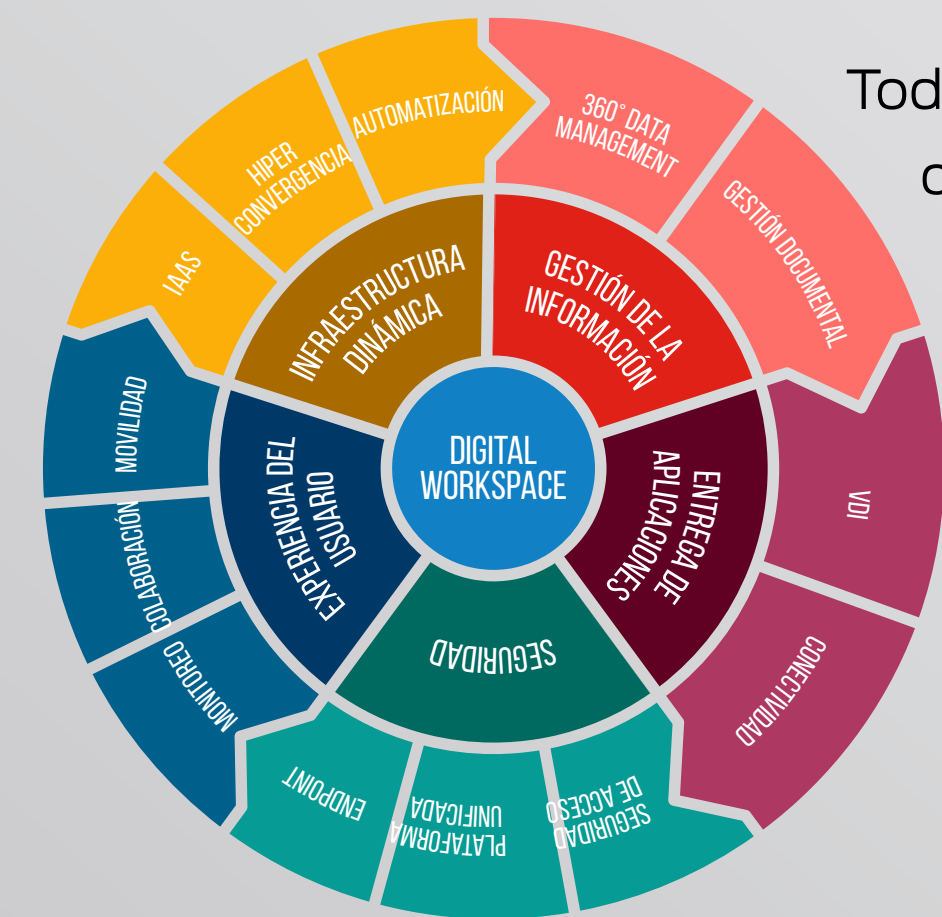 Tod
DIGITAL
WORKSPACE
GESTIÓN DE LA
INFORMACIÓN
360° DATA
MANAGEMENT
GESTIÓN DOCUMENTAL
ENTREGA DE
APLICACIONES
VDI
CONECTIVIDAD
SEGURIDAD
SEGURIDAD
DE ACCESO
PLATAFORMA
UNIFICADA
ENDPOINT
EXPERIENCIA DEL
USUARIO
MONITOREO
COLABORACIÓN
MOVILIDAD
INFRAESTRUCTURA
DINÁMICA
IAAS
HIPER
CONVERGENCIA
AUTOMATIZACIÓN